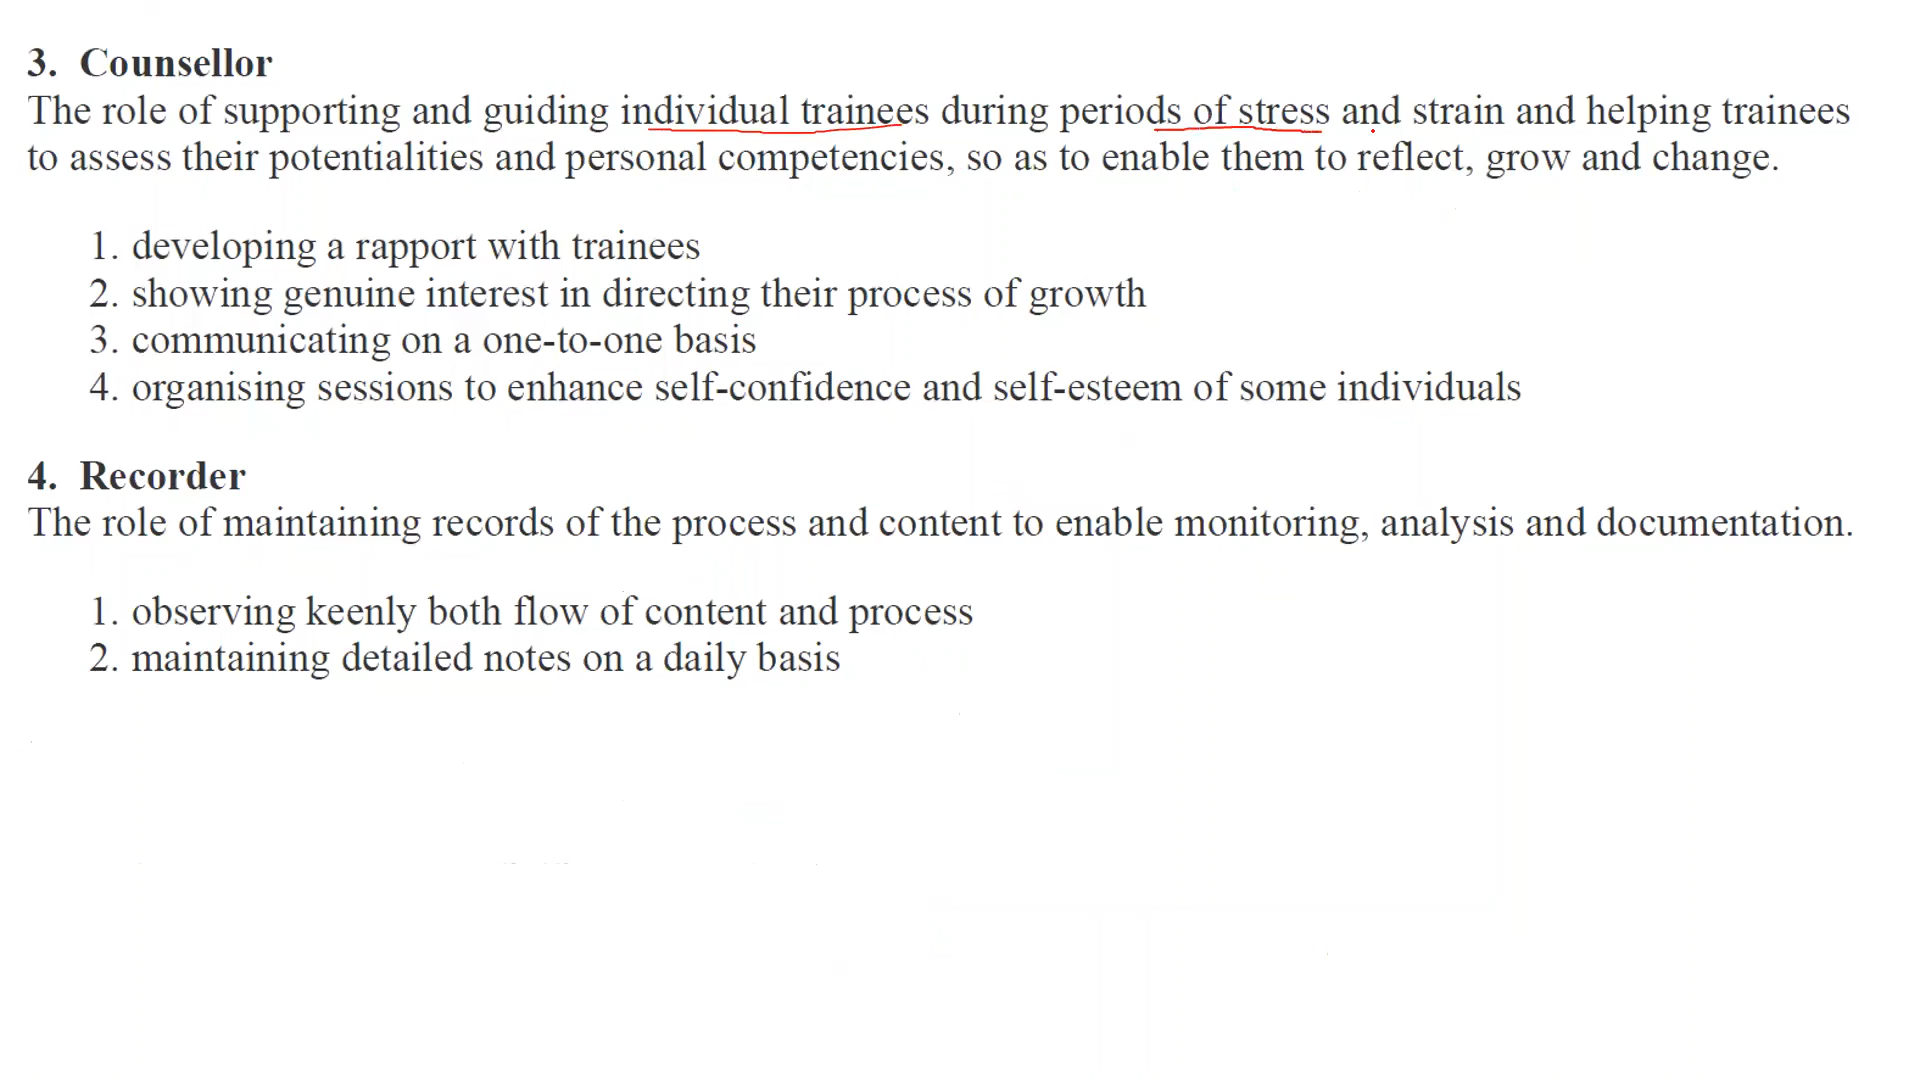 3. Counsellor
The role of supporting and guiding individual trainees during periods of stress and strain and helping trainees
to assess their potentialities and personal competencies, so as to enable them to reflect, grow and change.
1. developing a rapport with trainees
2. showing genuine interest in directing their process of growth
3. communicating on a one-to-one basis
4. organising sessions to enhance self-confidence and self-esteem of some individuals
4. Recorder
The role of maintaining records of the process and content to enable monitoring, analysis and documentation.
1. observing keenly both flow of content and process
2. maintaining detailed notes on a daily basis